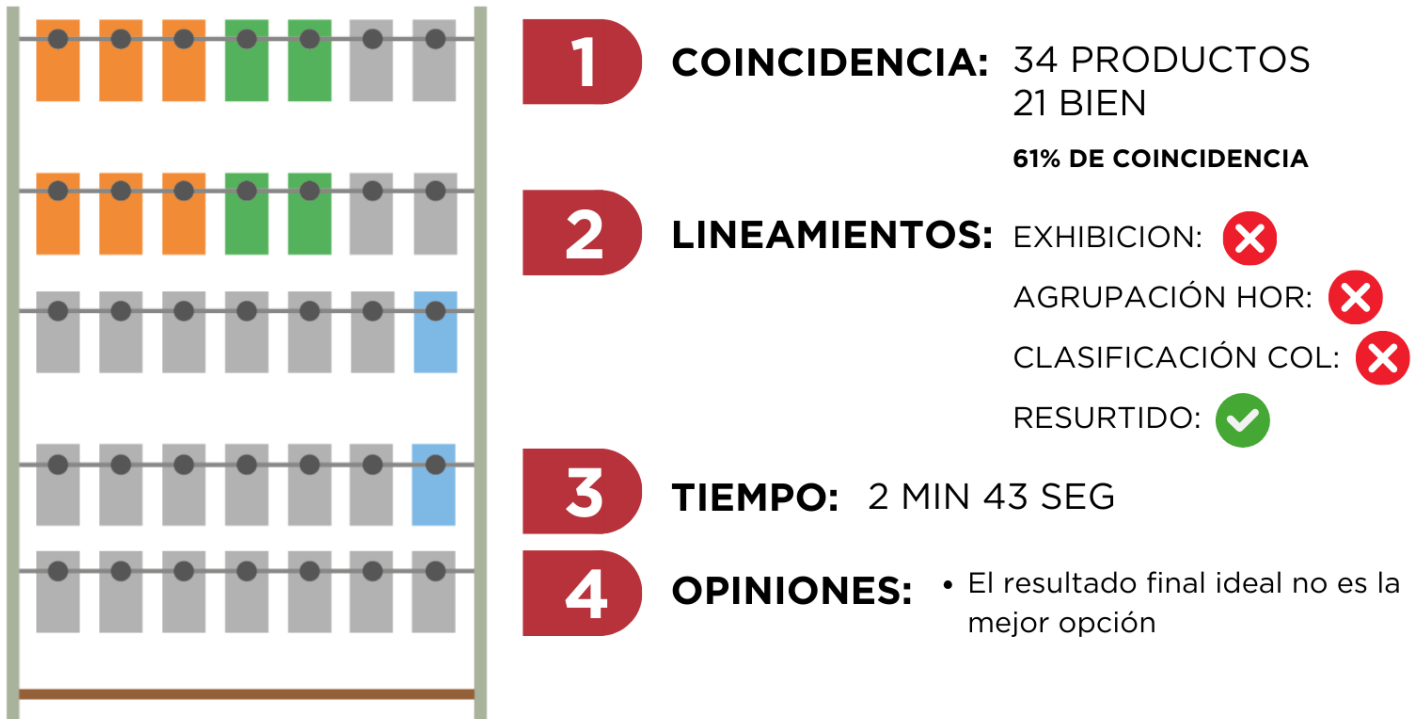 1
COINCIDENCIA: 34 PRODUCTOS
21 BIEN
61% DE COINCIDENCIA
2
LINEAMIENTOS: EXHIBICION:
AGRUPACIÓN HOR:
CLASIFICACIÓN COL:
RESURTIDO:
3
TIEMPO: 2 MIN 43 SEG
4
OPINIONES: • El resultado final ideal no es la
mejor opción